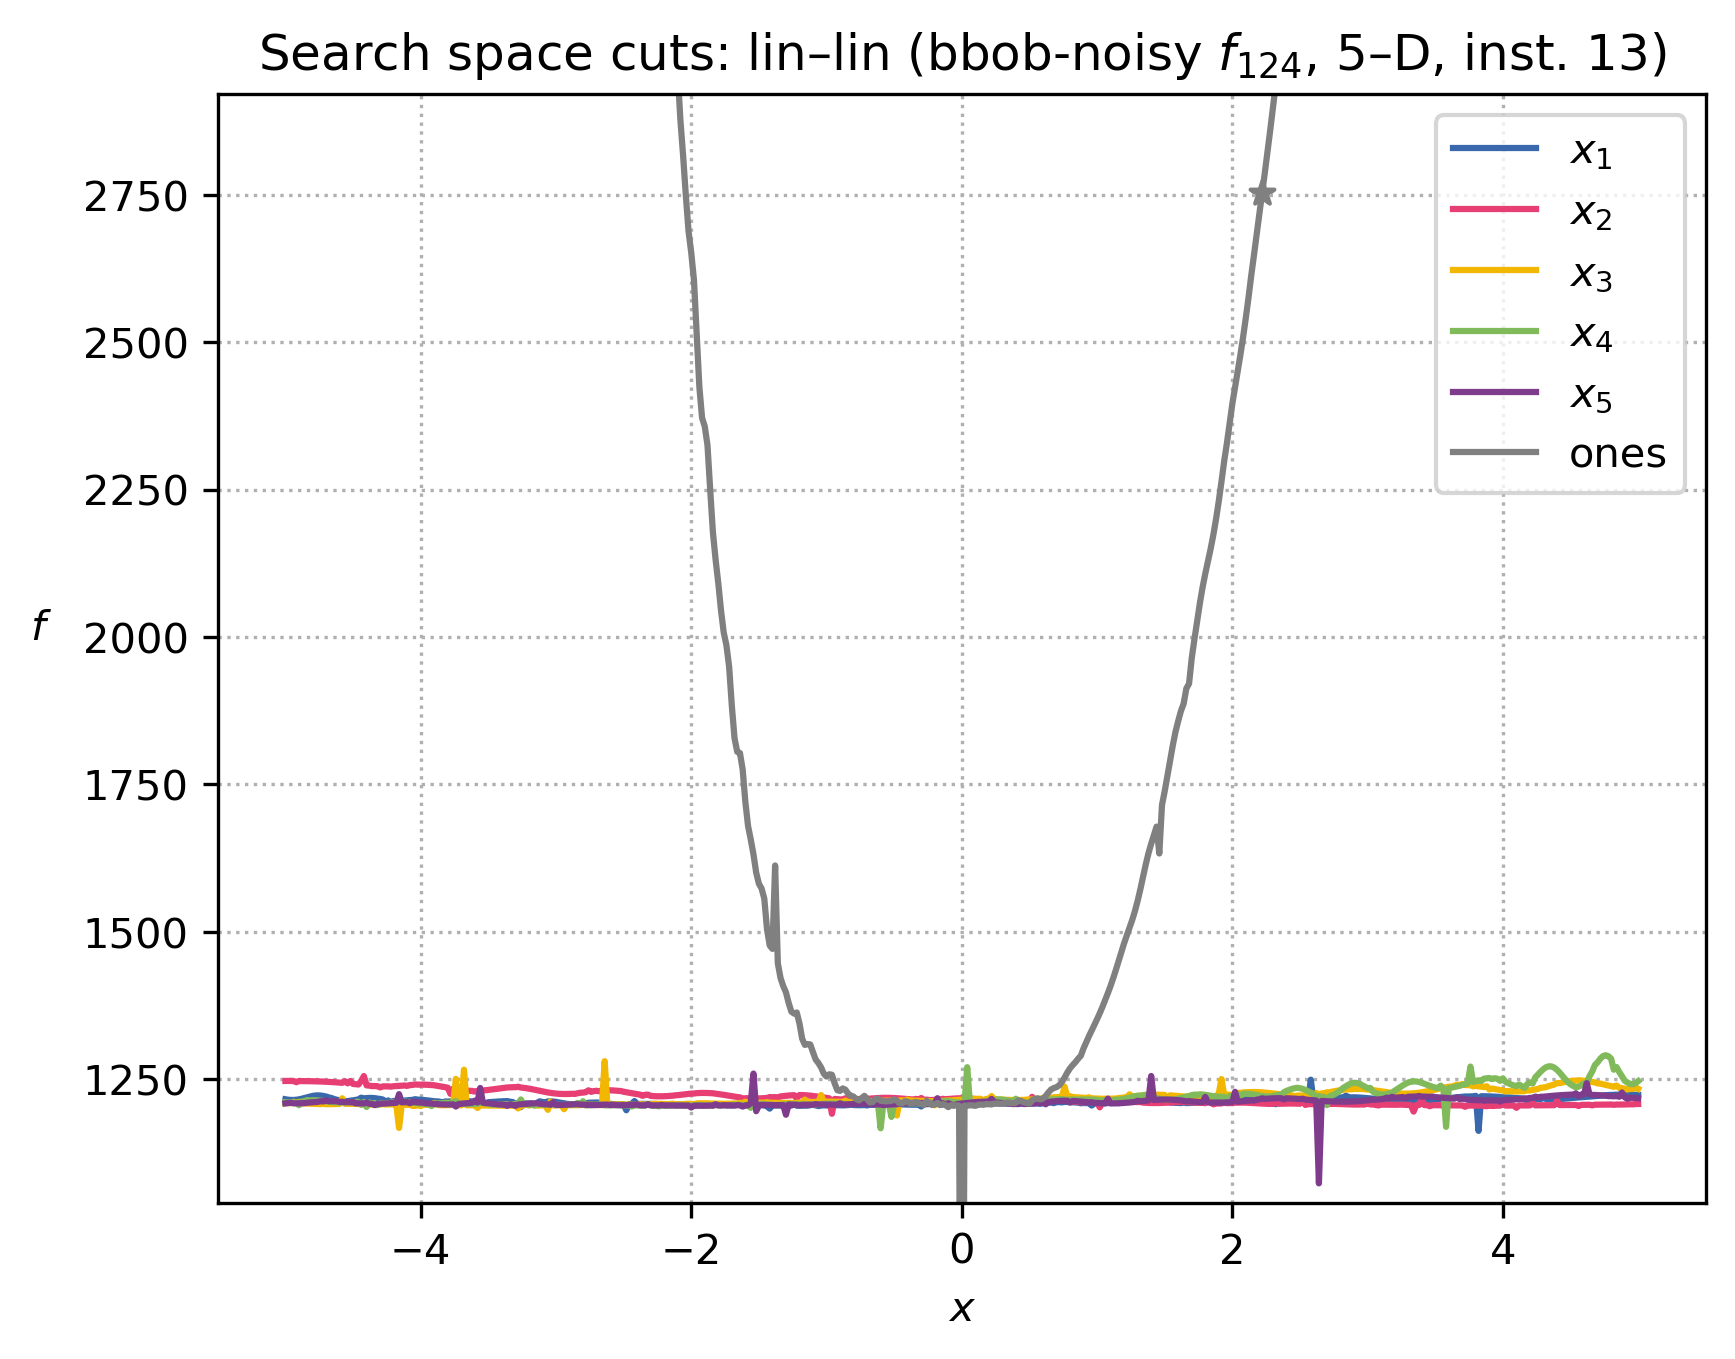 Search space cuts: lin–lin (bbob-noisy f₁₂₄, 5–D, inst. 13)
x₁
x₂
x₃
x₄
x₅
ones
2750
2500
2250
2000
1750
1500
1250
f
−4 −2 0 2 4
x